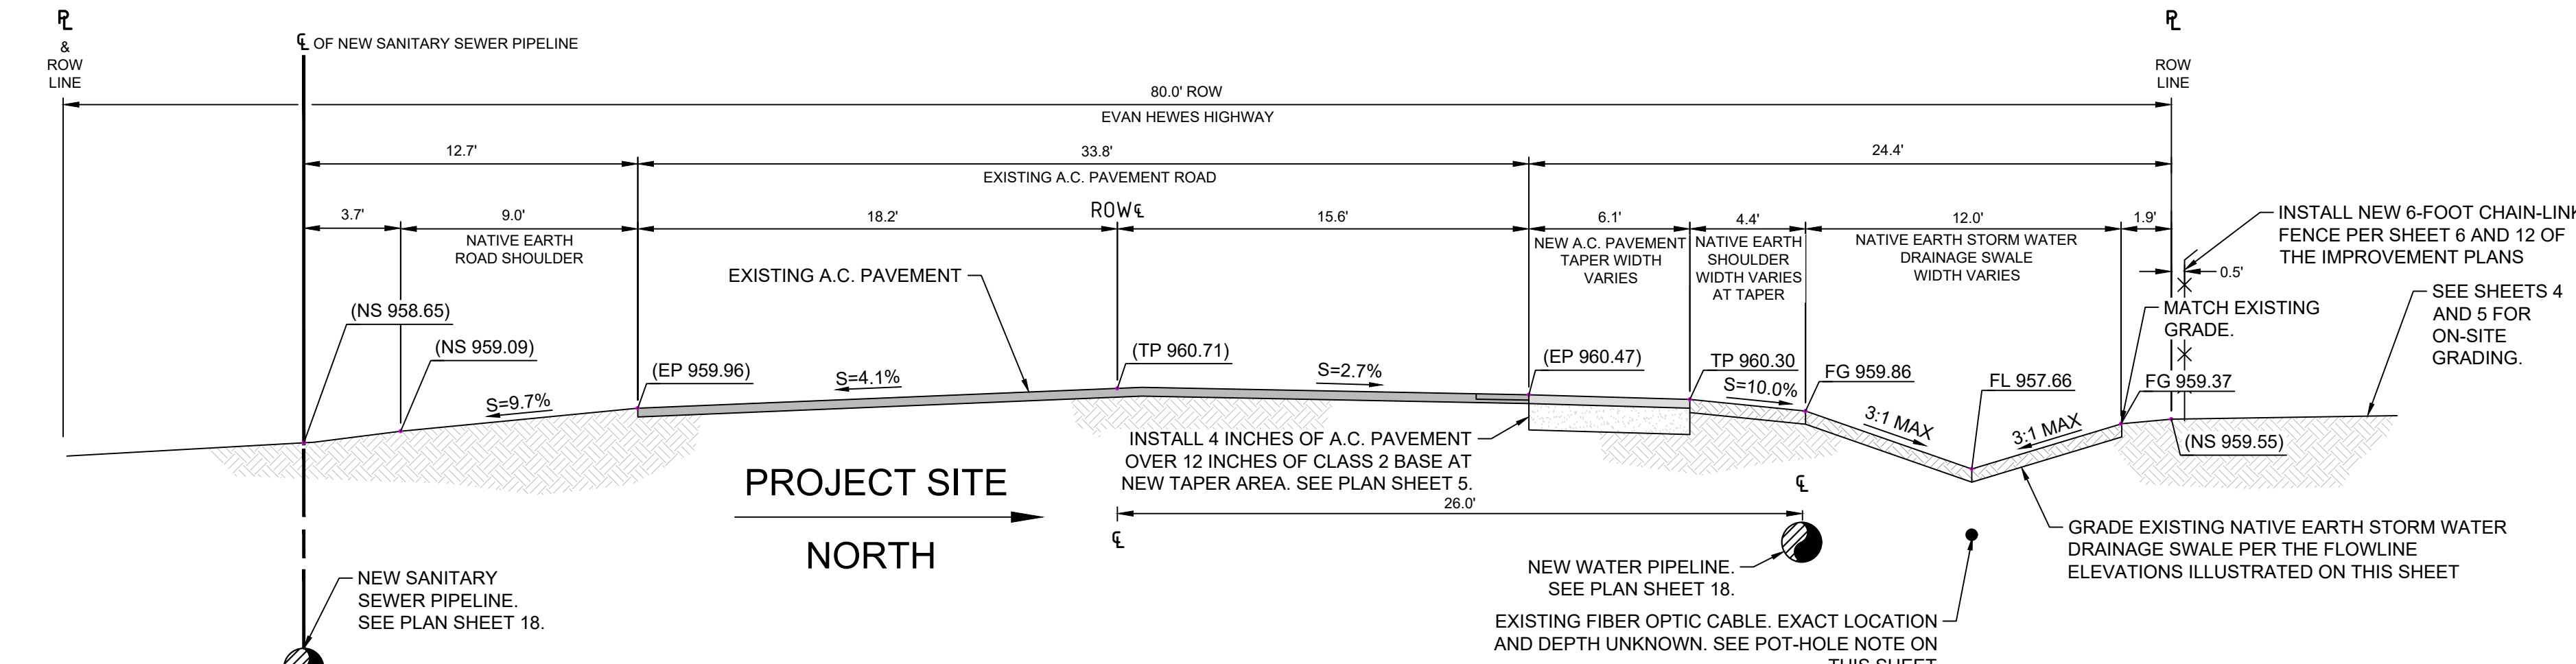 PL
&
ROW
LINE
CL OF NEW SANITARY SEWER PIPELINE
PL
ROW
LINE
80.0' ROW
EVAN HEWES HIGHWAY
12.7'
33.8'
24.4'
EXISTING A.C. PAVEMENT ROAD
3.7'
9.0'
NATIVE EARTH
ROAD SHOULDER
18.2'
ROW CL
15.6'
6.1'
NEW A.C. PAVEMENT
TAPER WIDTH
VARIES
4.4'
NATIVE EARTH
SHOULDER
WIDTH VARIES
AT TAPER
12.0'
NATIVE EARTH STORM WATER
DRAINAGE SWALE
WIDTH VARIES
1.9'
INSTALL NEW 6-FOOT CHAIN-LINK
FENCE PER SHEET 6 AND 12 OF
THE IMPROVEMENT PLANS
0.5'
MATCH EXISTING
GRADE.
SEE SHEETS 4
AND 5 FOR
ON-SITE
GRADING.
EXISTING A.C. PAVEMENT
(NS 958.65)
(NS 959.09)
(EP 959.96)
(TP 960.71)
(EP 960.47)
TP 960.30
FG 959.86
FL 957.66
FG 959.37
(NS 959.55)
S=9.7%
S=4.1%
S=2.7%
S=10.0%
3:1 MAX
3:1 MAX
INSTALL 4 INCHES OF A.C. PAVEMENT
OVER 12 INCHES OF CLASS 2 BASE AT
NEW TAPER AREA. SEE PLAN SHEET 5.
PROJECT SITE
NORTH
26.0'
CL
CL
NEW SANITARY
SEWER PIPELINE.
SEE PLAN SHEET 18.
NEW WATER PIPELINE.
SEE PLAN SHEET 18.
GRADE EXISTING NATIVE EARTH STORM WATER
DRAINAGE SWALE PER THE FLOWLINE
ELEVATIONS ILLUSTRATED ON THIS SHEET
EXISTING FIBER OPTIC CABLE. EXACT LOCATION
AND DEPTH UNKNOWN. SEE POT-HOLE NOTE ON
THIS SHEET